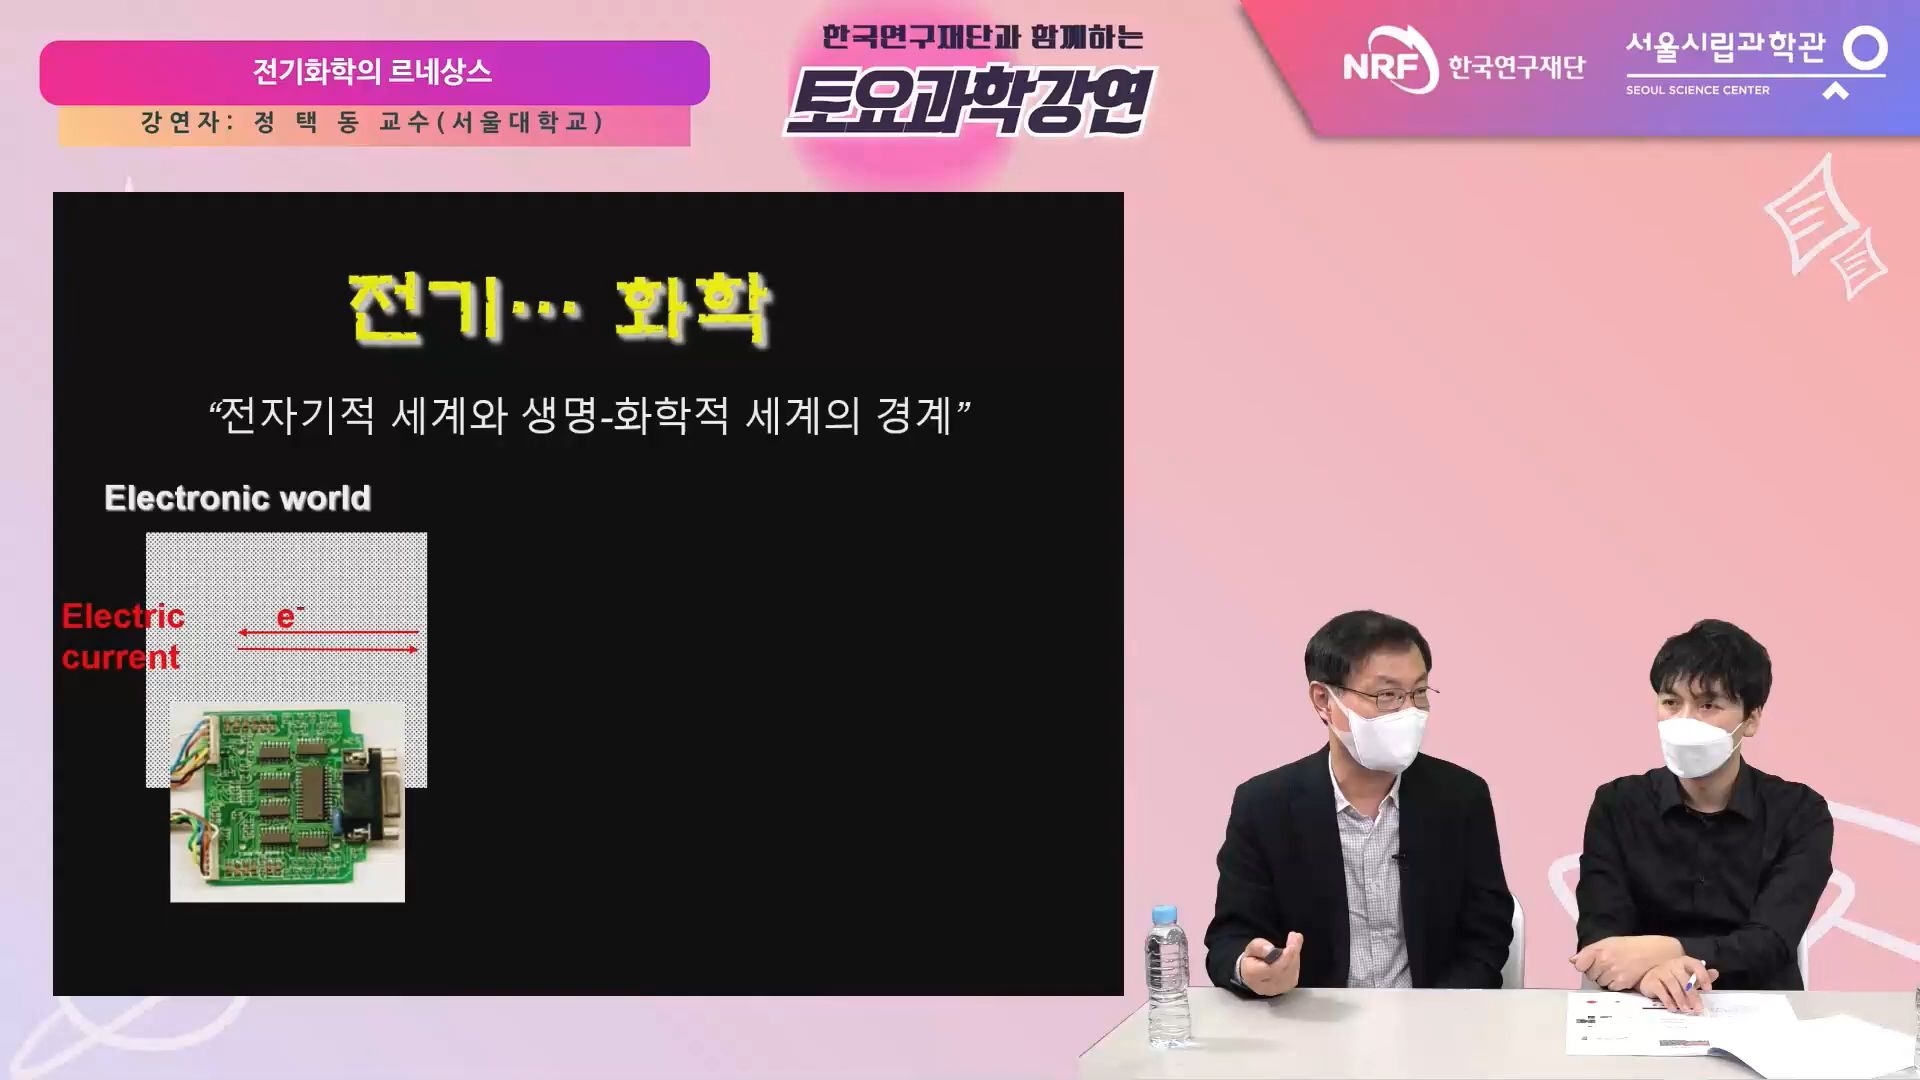 전기화학의 르네상스
강연자: 정 택 동 교수(서울대학교)
한국연구재단과 함께하는
토요과학강연
NRF 한국연구재단
서울시립과학관
SEOUL SCIENCE CENTER
전기… 화학
“전자기적 세계와 생명-화학적 세계의 경계”
Electronic world
Electric
current
e-